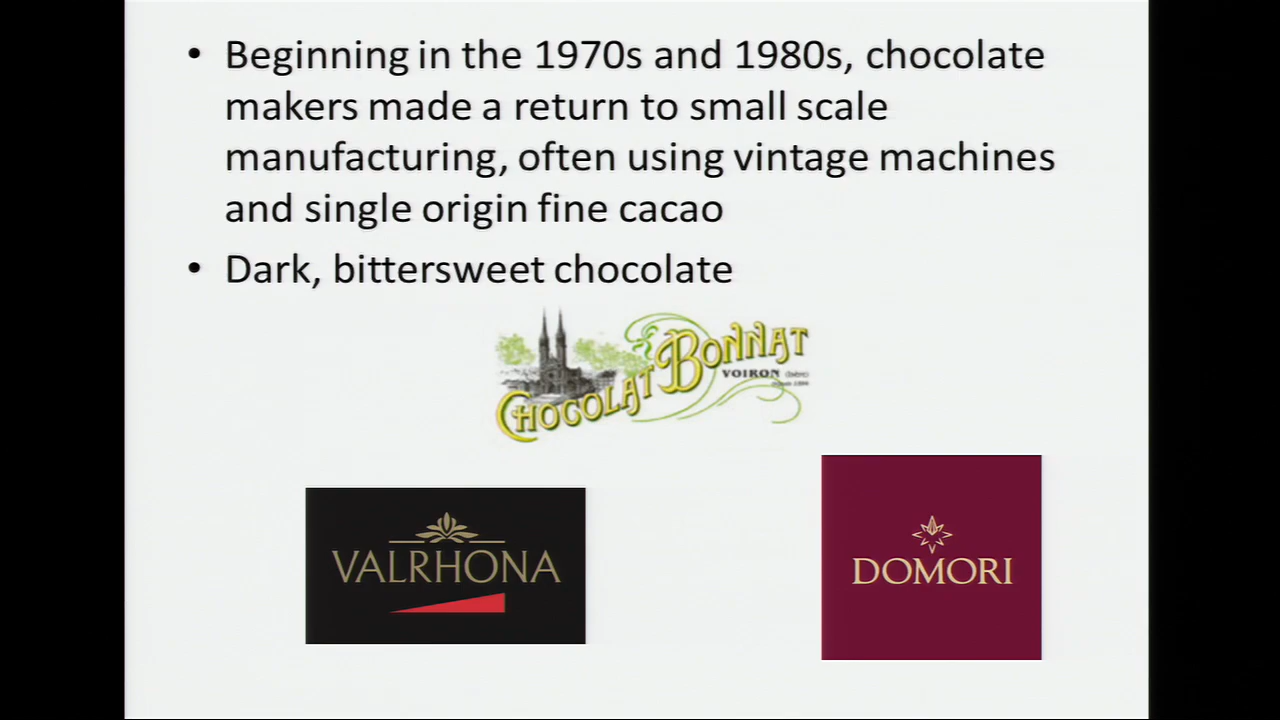 • Beginning in the 1970s and 1980s, chocolate
makers made a return to small scale
manufacturing, often using vintage machines
and single origin fine cacao
• Dark, bittersweet chocolate
CHOCOLAT BONNAT
VOIRON (Isère)
VALRHONA
DOMORI